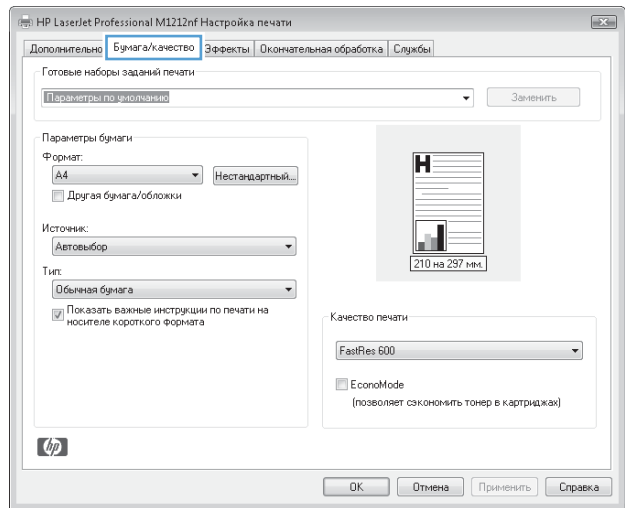 HP LaserJet Professional M1212nf Настройка печати
Дополнительно Бумага/качество Эффекты Окончательная обработка Службы
Готовые наборы заданий печати
Параметры по умолчанию Заменить
Параметры бумаги
Формат:
A4 Нестандартный...
Другая бумага/обложки
Источник:
Автовыбор
Тип:
Обычная бумага
Показать важные инструкции по печати на
носителе короткого формата
H
210 на 297 мм.
Качество печати
FastRes 600
EconoMode
(позволяет сэкономить тонер в картриджах)
hp
OK Отмена Применить Справка